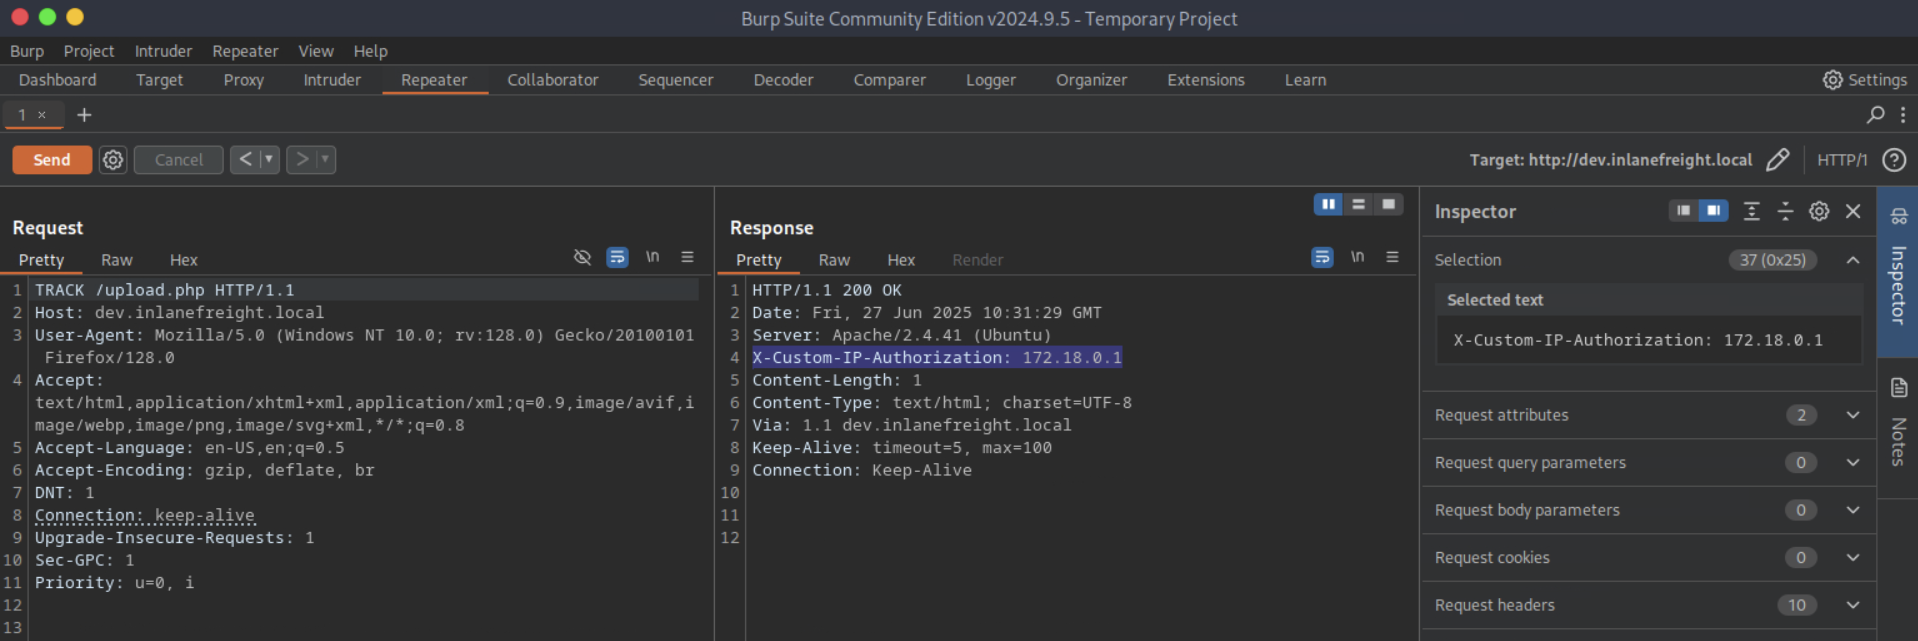 Burp Suite Community Edition v2024.9.5 - Temporary Project
Burp Project Intruder Repeater View Help
Dashboard Target Proxy Intruder Repeater Collaborator Sequencer Decoder Comparer Logger Organizer Extensions Learn Settings
1 × +
Send Cancel < > Target: http://dev.inlanefreight.local HTTP/1 ?
Request
Pretty Raw Hex \n
1 TRACK /upload.php HTTP/1.1
2 Host: dev.inlanefreight.local
3 User-Agent: Mozilla/5.0 (Windows NT 10.0; rv:128.0) Gecko/20100101
Firefox/128.0
4 Accept:
text/html,application/xhtml+xml,application/xml;q=0.9,image/avif,i
mage/webp,image/png,image/svg+xml,*/*;q=0.8
5 Accept-Language: en-US,en;q=0.5
6 Accept-Encoding: gzip, deflate, br
7 DNT: 1
8 Connection: keep-alive
9 Upgrade-Insecure-Requests: 1
10 Sec-GPC: 1
11 Priority: u=0, i
12
13
Response
Pretty Raw Hex Render \n
1 HTTP/1.1 200 OK
2 Date: Fri, 27 Jun 2025 10:31:29 GMT
3 Server: Apache/2.4.41 (Ubuntu)
4 X-Custom-IP-Authorization: 172.18.0.1
5 Content-Length: 1
6 Content-Type: text/html; charset=UTF-8
7 Via: 1.1 dev.inlanefreight.local
8 Keep-Alive: timeout=5, max=100
9 Connection: Keep-Alive
10
11
12
Inspector
Selection 37 (0x25)
Selected text
X-Custom-IP-Authorization: 172.18.0.1
Request attributes 2
Request query parameters 0
Request body parameters 0
Request cookies 0
Request headers 10
Inspector
Notes